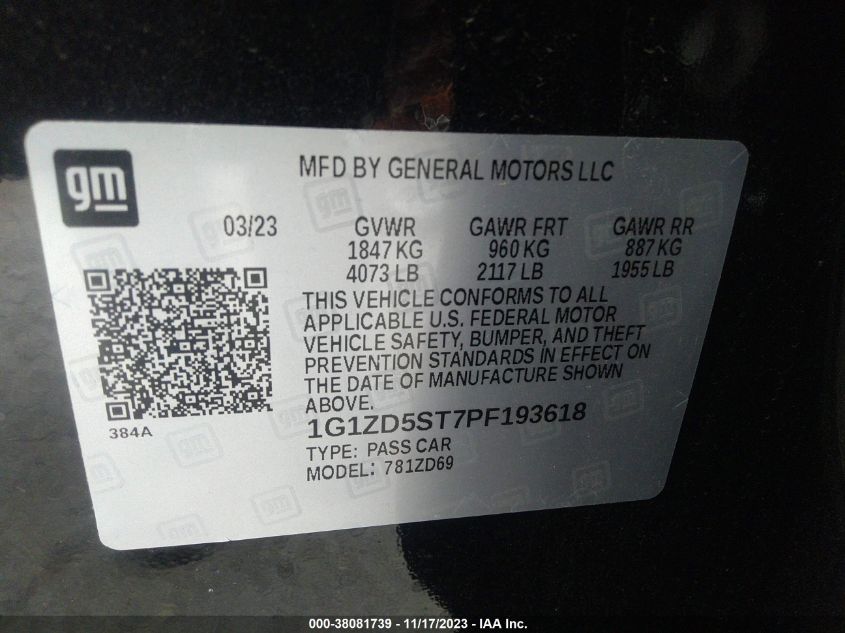 gm
MFD BY GENERAL MOTORS LLC
03/23 GVWR GAWR FRT GAWR RR
1847 KG 960 KG 887 KG
4073 LB 2117 LB 1955 LB
THIS VEHICLE CONFORMS TO ALL
APPLICABLE U.S. FEDERAL MOTOR
VEHICLE SAFETY, BUMPER, AND THEFT
PREVENTION STANDARDS IN EFFECT ON
THE DATE OF MANUFACTURE SHOWN
ABOVE.
384A
1G1ZD5ST7PF193618
TYPE: PASS CAR
MODEL: 781ZD69
000-38081739 - 11/17/2023 - IAA Inc.